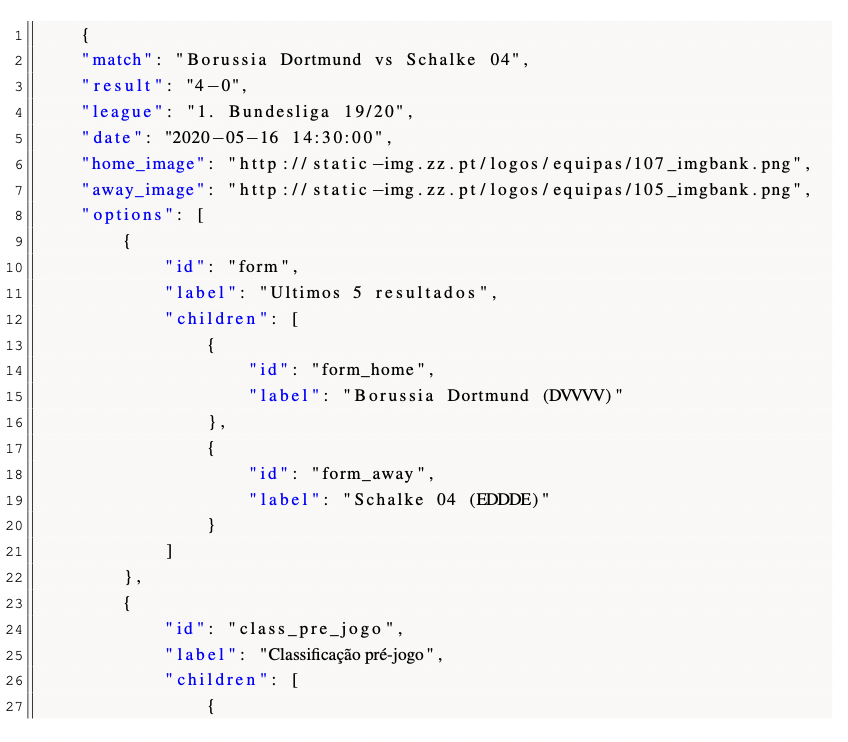 1 {
2 "match": "Borussia Dortmund vs Schalke 04",
3 "result": "4−0",
4 "league": "1. Bundesliga 19/20",
5 "date": "2020−05−16 14:30:00",
6 "home_image": "http://static−img.zz.pt/logos/equipas/107_imgbank.png",
7 "away_image": "http://static−img.zz.pt/logos/equipas/105_imgbank.png",
8 "options": [
9 {
10 "id": "form",
11 "label": "Ultimos 5 resultados",
12 "children": [
13 {
14 "id": "form_home",
15 "label": "Borussia Dortmund (DVVVV)"
16 },
17 {
18 "id": "form_away",
19 "label": "Schalke 04 (EDDDE)"
20 }
21 ]
22 },
23 {
24 "id": "class_pre_jogo",
25 "label": "Classificação pré-jogo",
26 "children": [
27 {